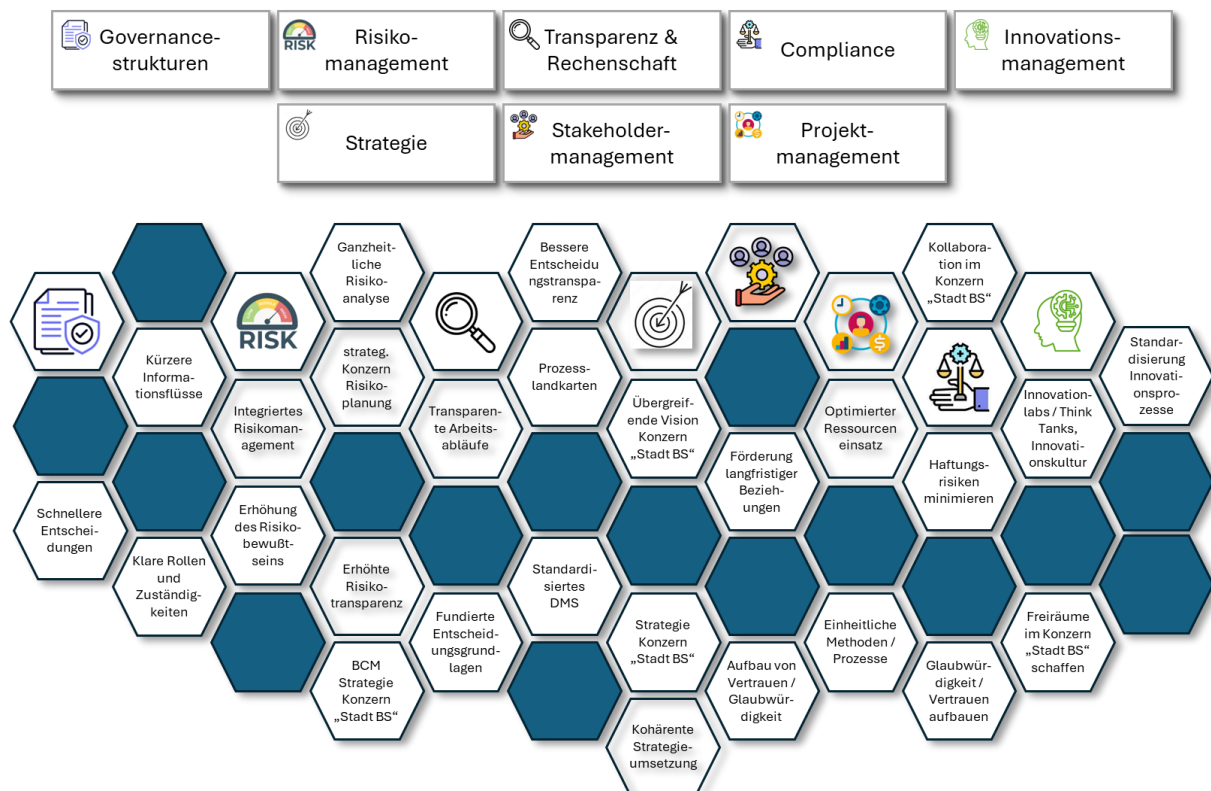 Governance-
strukturen
RISK
Risiko-
management
Transparenz &
Rechenschaft
Compliance
Innovations-
management
Strategie
Stakeholder-
management
$
Projekt-
management
Kürzere
Informa-
tionsflüsse
Schnellere
Entschei-
dungen
Klare Rollen
und
Zuständig-
keiten
RISK
Integriertes
Risikoman-
agement
Erhöhung
des Risiko-
bewußt-
seins
Ganzheit-
liche
Risiko-
analyse
strateg.
Konzern
Risiko-
planung
Erhöhte
Risiko-
transparenz
BCM
Strategie
Konzern
„Stadt BS“
Transparen-
te Arbeits-
abläufe
Fundierte
Entscheid-
ungsgrund-
lagen
Bessere
Entscheidu
ngstranspa-
renz
Prozess-
landkarten
Standardi-
siertes
DMS
Übergreif-
ende Vision
Konzern
„Stadt BS“
Strategie
Konzern
„Stadt BS“
Kohärente
Strategie-
umsetzung
Förderung
langfristiger
Bezieh-
ungen
Aufbau von
Vertrauen /
Glaubwür-
digkeit
$
Optimierter
Ressourcen
einsatz
Einheitliche
Methoden /
Prozesse
Kollabora-
tion im
Konzern
„Stadt BS“
Haftungs-
risiken
minimieren
Glaubwür-
digkeit /
Vertrauen
aufbauen
Innovation-
labs / Think
Tanks,
Innovati-
onskultur
Freiräume
im Konzern
„Stadt BS“
schaffen
Standar-
disierung
Innovati-
onspro-
zesse